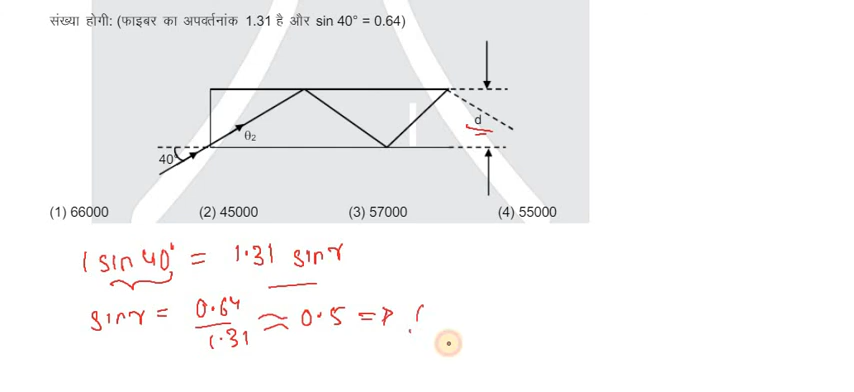 संख्या होगी: (फाइबर का अपवर्तनांक 1.31 है और sin 40° = 0.64)
d
θ2
40°
(1) 66000 (2) 45000 (3) 57000 (4) 55000
1 sin 40° = 1.31 sin r
sin r = 0.64/1.31 ≈ 0.5 =>